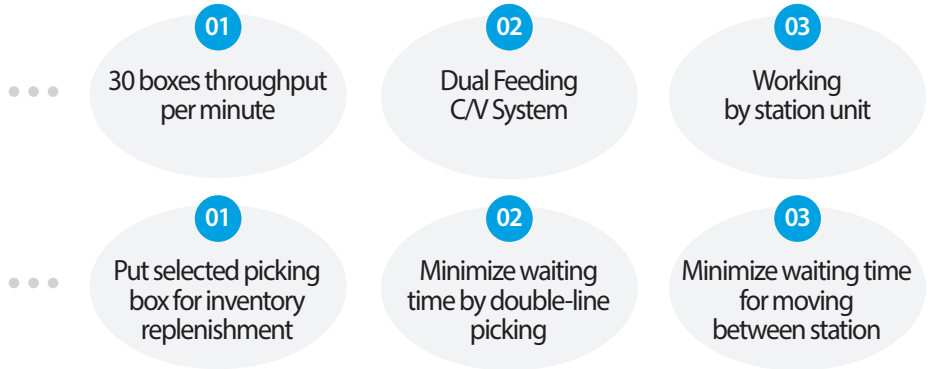 01
30 boxes throughput
per minute
02
Dual Feeding
C/V System
03
Working
by station unit
01
Put selected picking
box for inventory
replenishment
02
Minimize waiting
time by double-line
picking
03
Minimize waiting time
for moving
between station